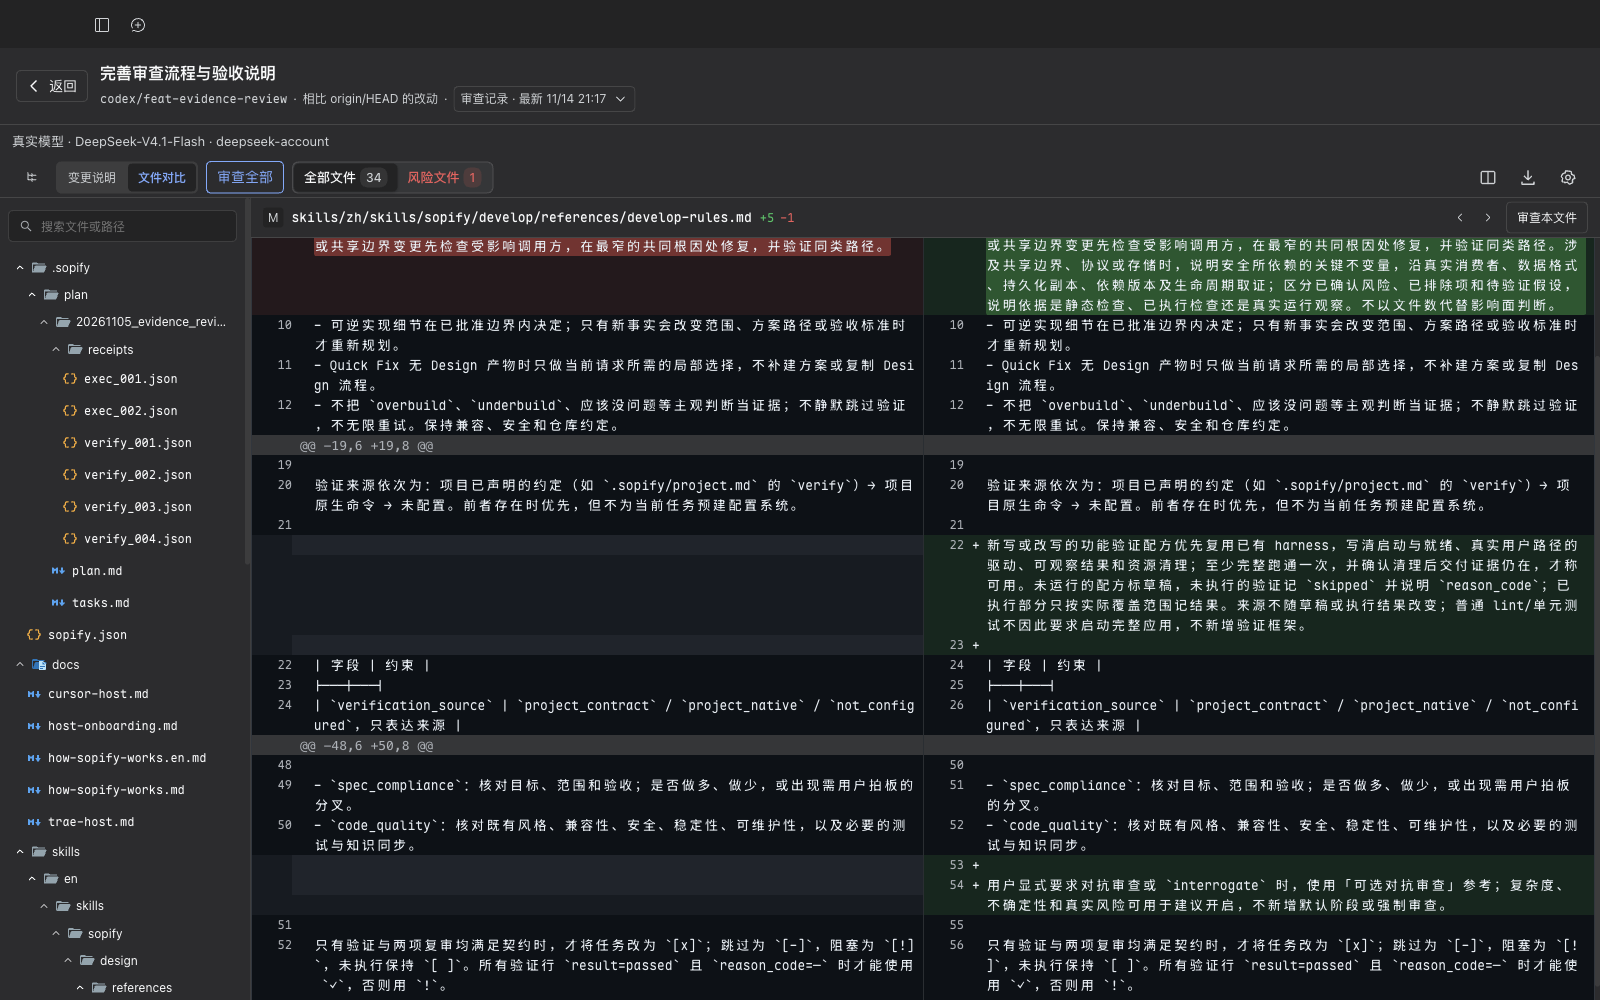 返回
完善审查流程与验收说明
codex/feat-evidence-review · 相比 origin/HEAD 的改动 · 审查记录 · 最新 11/14 21:17
真实模型 · DeepSeek-V4.1-Flash · deepseek-account
变更说明 文件对比 审查全部 全部文件 34 风险文件 1
搜索文件或路径
.sopify
plan
20261105_evidence_revi...
receipts
exec_001.json
exec_002.json
verify_001.json
verify_002.json
verify_003.json
verify_004.json
plan.md
tasks.md
sopify.json
docs
cursor-host.md
host-onboarding.md
how-sopify-works.en.md
how-sopify-works.md
trae-host.md
skills
en
skills
sopify
design
references
M skills/zh/skills/sopify/develop/references/develop-rules.md +5 -1 审查本文件
或共享边界变更先检查受影响调用方，在最窄的共同根因处修复，并验证同类路径。
10 - 可逆实现细节在已批准边界内决定；只有新事实会改变范围、方案路径或验收标准时
才重新规划。
11 - Quick Fix 无 Design 产物时只做当前请求所需的局部选择，不补建方案或复制 Desi
gn 流程。
12 - 不把 `overbuild`、`underbuild`、应该没问题等主观判断当证据；不静默跳过验证
，不无限重试。保持兼容、安全和仓库约定。
@@ -19,6 +19,8 @@
19
20 验证来源依次为：项目已声明的约定（如 `.sopify/project.md` 的 `verify`）→ 项目
原生命令 → 未配置。前者存在时优先，但不为当前任务预建配置系统。
21
22 | 字段 | 约束 |
23 |---|---|
24 | `verification_source` | `project_contract` / `project_native` / `not_config
ured`，只表达来源 |
@@ -48,6 +50,8 @@
48
49 - `spec_compliance`：核对目标、范围和验收；是否做多、做少，或出现需用户拍板的
分叉。
50 - `code_quality`：核对既有风格、兼容性、安全、稳定性、可维护性，以及必要的测
试与知识同步。
51
52 只有验证与两项复审均满足契约时，才将任务改为 `[x]`；跳过为 `[-]`，阻塞为 `[!]
`，未执行保持 `[ ]`。所有验证行 `result=passed` 且 `reason_code=—` 时才能使用
`✓`，否则用 `!`。
或共享边界变更先检查受影响调用方，在最窄的共同根因处修复，并验证同类路径。涉
及共享边界、协议或存储时，说明安全所依赖的关键不变量，沿真实消费者、数据格式
、持久化副本、依赖版本及生命周期取证；区分已确认风险、已排除项和待验证假设，
说明依据是静态检查、已执行检查还是真实运行观察。不以文件数代替影响面判断。
10 - 可逆实现细节在已批准边界内决定；只有新事实会改变范围、方案路径或验收标准时
才重新规划。
11 - Quick Fix 无 Design 产物时只做当前请求所需的局部选择，不补建方案或复制 Des
ign 流程。
12 - 不把 `overbuild`、`underbuild`、应该没问题等主观判断当证据；不静默跳过验证
，不无限重试。保持兼容、安全和仓库约定。
19
20 验证来源依次为：项目已声明的约定（如 `.sopify/project.md` 的 `verify`）→ 项
目原生命令 → 未配置。前者存在时优先，但不为当前任务预建配置系统。
21
22 + 新写或改写的功能验证配方优先复用已有 harness，写清启动与就绪、真实用户路径的
驱动、可观察结果和资源清理；至少完整跑通一次，并确认清理后交付证据仍在，才称
可用。未运行的配方标草稿，未执行的验证记 `skipped` 并说明 `reason_code`；已
执行部分只按实际覆盖范围记结果。来源不随草稿或执行结果改变；普通 lint/单元测
试不因此要求启动完整应用，不新增验证框架。
23 +
24 | 字段 | 约束 |
25 |---|---|
26 | `verification_source` | `project_contract` / `project_native` / `not_confi
gured`，只表达来源 |
50
51 - `spec_compliance`：核对目标、范围和验收；是否做多、做少，或出现需用户拍板
的分叉。
52 - `code_quality`：核对既有风格、兼容性、安全、稳定性、可维护性，以及必要的测
试与知识同步。
53 +
54 + 用户显式要求对抗审查或 `interrogate` 时，使用「可选对抗审查」参考；复杂度、
不确定性和真实风险可用于建议开启，不新增默认阶段或强制审查。
55
56 只有验证与两项复审均满足契约时，才将任务改为 `[x]`；跳过为 `[-]`，阻塞为 `[!
]`，未执行保持 `[ ]`。所有验证行 `result=passed` 且 `reason_code=—` 时才能使
用 `✓`，否则用 `!`。